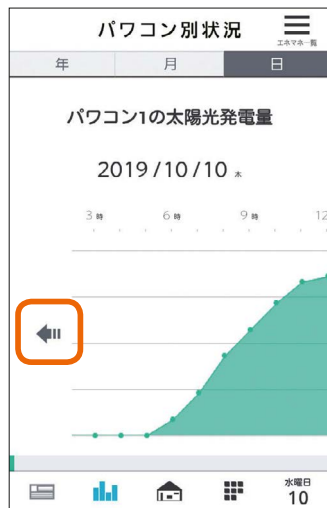 パワコン別状況
エネマネ一覧
年 月 日
パワコン1の太陽光発電量
2019/10/10 木
3時 6時 9時 12
水曜日
10